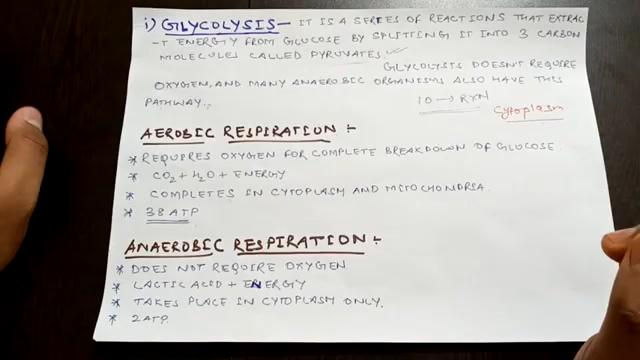 i) GLYCOLYSIS - IT IS A SERIES OF REACTIONS THAT EXTRAC
-T ENERGY FROM GLUCOSE BY SPLITING IT INTO 3 CARBON
MOLECULES CALLED PYRUVATES.
GLYCOLYSIS DOESN'T REQUIRE
OXYGEN, AND MANY ANAEROBIC ORGANISMS ALSO HAVE THIS
PATHWAY..
10 → RXN
Cytoplasm
AEROBIC RESPIRATION :-
* REQUIRES OXYGEN FOR COMPLETE BREAKDOWN OF GLUCOSE.
* CO2 + H2O + ENERGY
* COMPLETES IN CYTOPLASM AND MITOCHONDRIA.
* 38 ATP
ANAEROBIC RESPIRATION :-
* DOES NOT REQUIRE OXYGEN
* LACTIC ACID + ENERGY
* TAKES PLACE IN CYTOPLASM ONLY.
* 2 ATP.